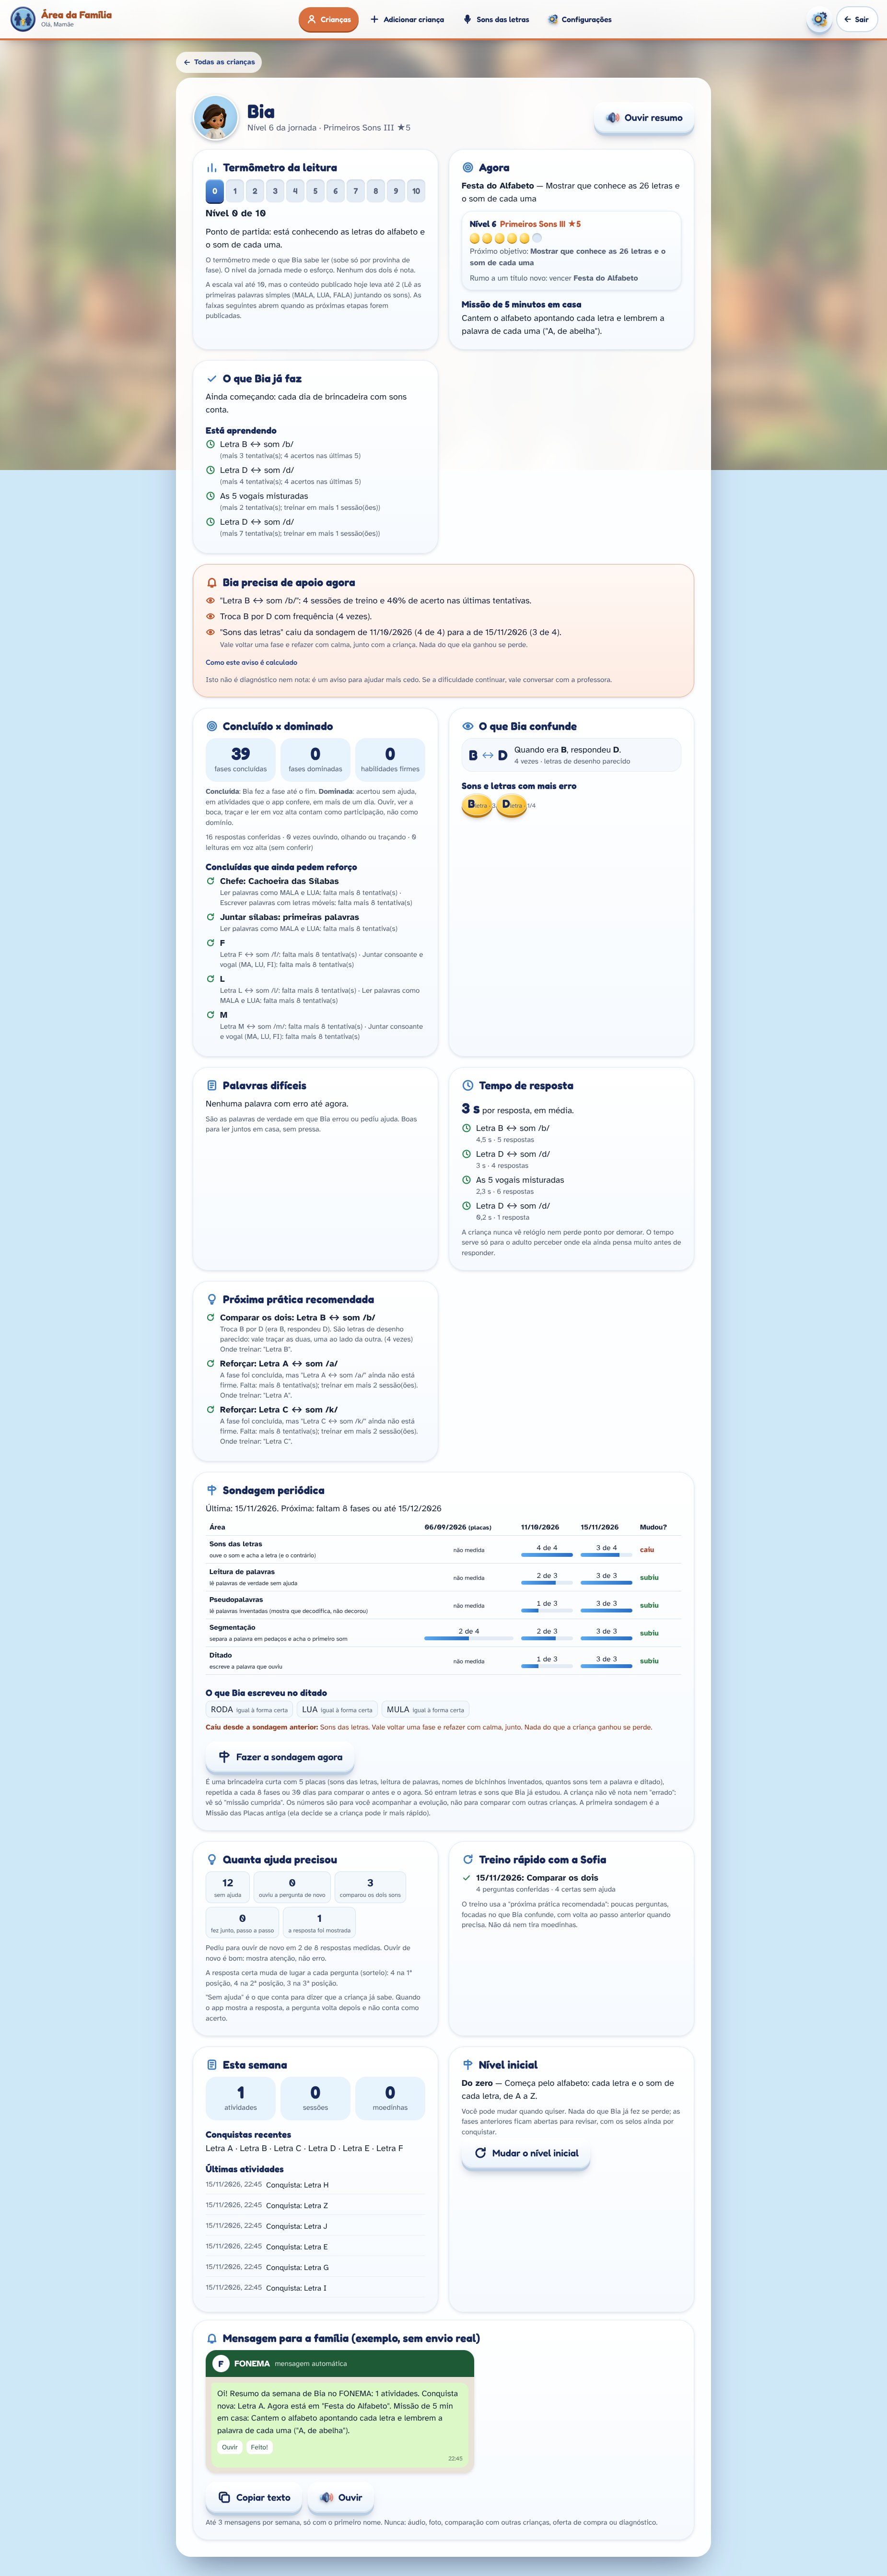 Área da Família
Olá, Mamãe
Crianças
Adicionar criança
Sons das letras
Configurações
Sair
Todas as crianças
Bia
Nível 6 da jornada · Primeiros Sons III ★5
Ouvir resumo
Termômetro da leitura
0 1 2 3 4 5 6 7 8 9 10
Nível 0 de 10
Ponto de partida: está conhecendo as letras do alfabeto e
o som de cada uma.
O termômetro mede o que Bia sabe ler (sobe só por provinha de
fase). O nível da jornada mede o esforço. Nenhum dos dois é nota.
A escala vai até 10, mas o conteúdo publicado hoje leva até 2 (Lê as
primeiras palavras simples (MALA, LUA, FALA) juntando os sons). As
faixas seguintes abrem quando as próximas etapas forem
publicadas.
Agora
Festa do Alfabeto — Mostrar que conhece as 26 letras e
o som de cada uma
Nível 6 Primeiros Sons III ★5
Próximo objetivo: Mostrar que conhece as 26 letras e o
som de cada uma
Rumo a um título novo: vencer Festa do Alfabeto
Missão de 5 minutos em casa
Cantem o alfabeto apontando cada letra e lembrem a
palavra de cada uma ("A, de abelha").
O que Bia já faz
Ainda começando: cada dia de brincadeira com sons
conta.
Está aprendendo
Letra B ↔ som /b/
(mais 3 tentativa(s); 4 acertos nas últimas 5)
Letra D ↔ som /d/
(mais 4 tentativa(s); 4 acertos nas últimas 5)
As 5 vogais misturadas
(mais 2 tentativa(s); treinar em mais 1 sessão(ões))
Letra D ↔ som /d/
(mais 7 tentativa(s); treinar em mais 1 sessão(ões))
Bia precisa de apoio agora
"Letra B ↔ som /b/": 4 sessões de treino e 40% de acerto nas últimas tentativas.
Troca B por D com frequência (4 vezes).
"Sons das letras" caiu da sondagem de 11/10/2026 (4 de 4) para a de 15/11/2026 (3 de 4).
Vale voltar uma fase e refazer com calma, junto com a criança. Nada do que ela ganhou se perde.
Como este aviso é calculado
Isto não é diagnóstico nem nota: é um aviso para ajudar mais cedo. Se a dificuldade continuar, vale conversar com a professora.
Concluído x dominado
39 0 0
fases concluídas fases dominadas habilidades firmes
Concluída: Bia fez a fase até o fim. Dominada: acertou sem ajuda,
em atividades que o app confere, em mais de um dia. Ouvir, ver a
boca, traçar e ler em voz alta contam como participação, não como
domínio.
16 respostas conferidas · 0 vezes ouvindo, olhando ou traçando · 0
leituras em voz alta (sem conferir)
Concluídas que ainda pedem reforço
Chefe: Cachoeira das Sílabas
Ler palavras como MALA e LUA: falta mais 8 tentativa(s) ·
Escrever palavras com letras móveis: falta mais 8 tentativa(s)
Juntar sílabas: primeiras palavras
Ler palavras como MALA e LUA: falta mais 8 tentativa(s)
F
Letra F ↔ som /f/: falta mais 8 tentativa(s) · Juntar consoante e
vogal (MA, LU, FI): falta mais 8 tentativa(s)
L
Letra L ↔ som /l/: falta mais 8 tentativa(s) · Ler palavras como
MALA e LUA: falta mais 8 tentativa(s)
M
Letra M ↔ som /m/: falta mais 8 tentativa(s) · Juntar consoante
e vogal (MA, LU, FI): falta mais 8 tentativa(s)
O que Bia confunde
B ↔ D
Quando era B, respondeu D.
4 vezes · letras de desenho parecido
Sons e letras com mais erro
B D 1/4
Palavras difíceis
Nenhuma palavra com erro até agora.
São as palavras de verdade em que Bia errou ou pediu ajuda. Boas
para ler juntos em casa, sem pressa.
Tempo de resposta
3 s por resposta, em média.
Letra B ↔ som /b/
4,5 s · 5 respostas
Letra D ↔ som /d/
3 s · 4 respostas
As 5 vogais misturadas
2,3 s · 6 respostas
Letra D ↔ som /d/
0,2 s · 1 resposta
A criança nunca vê relógio nem perde ponto por demorar. O tempo
serve só para o adulto perceber onde ela ainda pensa muito antes de
responder.
Próxima prática recomendada
Comparar os dois: Letra B ↔ som /b/
Troca B por D (era B, respondeu D). São letras de desenho
parecido: vale traçar as duas, uma ao lado da outra. (4 vezes)
Onde treinar: "Letra B".
Reforçar: Letra A ↔ som /a/
A fase foi concluída, mas "Letra A ↔ som /a/" ainda não está
firme. Falta: mais 8 tentativa(s); treinar em mais 2 sessão(ões).
Onde treinar: "Letra A".
Reforçar: Letra C ↔ som /k/
A fase foi concluída, mas "Letra C ↔ som /k/" ainda não está
firme. Falta: mais 8 tentativa(s); treinar em mais 2 sessão(ões).
Onde treinar: "Letra C".
Sondagem periódica
Última: 15/11/2026. Próxima: faltam 8 fases ou até 15/12/2026
Área 06/09/2026 (placas) 11/10/2026 15/11/2026 Mudou?
Sons das letras
ouve o som e acha a letra (e o contrário)
não medida 4 de 4 3 de 4 caiu
Leitura de palavras
lê palavras de verdade sem ajuda
não medida 2 de 3 3 de 3 subiu
Pseudopalavras
lê palavras inventadas (mostra que decodifica, não decorou)
não medida 1 de 3 3 de 3 subiu
Segmentação
separa a palavra em pedaços e acha o primeiro som
2 de 4 2 de 3 3 de 3 subiu
Ditado
escreve a palavra que ouviu
não medida 1 de 3 3 de 3 subiu
O que Bia escreveu no ditado
RODA igual à forma certa LUA igual à forma certa MULA igual à forma certa
Caiu desde a sondagem anterior: Sons das letras. Vale voltar uma fase e refazer com calma, junto. Nada do que a criança ganhou se perde.
Fazer a sondagem agora
É uma brincadeira curta com 5 placas (sons das letras, leitura de palavras, nomes de bichinhos inventados, quantos sons tem a palavra e ditado),
repetida a cada 8 fases ou 30 dias para comparar o antes e o agora. Só entram letras e sons que Bia já estudou. A criança não vê nota nem "errado":
vê só "missão cumprida". Os números são para você acompanhar a evolução, não para comparar com outras crianças. A primeira sondagem é a
Missão das Placas antiga (ela decide se a criança pode ir mais rápido).
Quanta ajuda precisou
12 0 3
sem ajuda ouviu a pergunta de novo comparou os dois sons
0 1
fez junto, passo a passo a resposta foi mostrada
Pediu para ouvir de novo em 2 de 8 respostas medidas. Ouvir de
novo é bom: mostra atenção, não erro.
A resposta certa muda de lugar a cada pergunta (sorteio): 4 na 1ª
posição, 4 na 2ª posição, 3 na 3ª posição.
"Sem ajuda" é o que conta para dizer que a criança já sabe. Quando
o app mostra a resposta, a pergunta volta depois e não conta como
acerto.
Treino rápido com a Sofia
15/11/2026: Comparar os dois
4 perguntas conferidas · 4 certas sem ajuda
O treino usa a "próxima prática recomendada": poucas perguntas,
focadas no que Bia confunde, com volta ao passo anterior quando
precisa. Não dá nem tira moedinhas.
Esta semana
1 0 0
atividades sessões moedinhas
Conquistas recentes
Letra A · Letra B · Letra C · Letra D · Letra E · Letra F
Últimas atividades
15/11/2026, 22:45 Conquista: Letra H
15/11/2026, 22:45 Conquista: Letra Z
15/11/2026, 22:45 Conquista: Letra J
15/11/2026, 22:45 Conquista: Letra E
15/11/2026, 22:45 Conquista: Letra G
15/11/2026, 22:45 Conquista: Letra I
Nível inicial
Do zero — Começa pelo alfabeto: cada letra e o som de
cada letra, de A a Z.
Você pode mudar quando quiser. Nada do que Bia já fez se perde; as
fases anteriores ficam abertas para revisar, com os selos ainda por
conquistar.
Mudar o nível inicial
Mensagem para a família (exemplo, sem envio real)
F FONEMA mensagem automática
Oi! Resumo da semana de Bia no FONEMA: 1 atividades. Conquista
nova: Letra A. Agora está em "Festa do Alfabeto". Missão de 5 min
em casa: Cantem o alfabeto apontando cada letra e lembrem a
palavra de cada uma ("A, de abelha").
Ouvir Feito!
22:45
Copiar texto
Ouvir
Até 3 mensagens por semana, só com o primeiro nome. Nunca: áudio, foto, comparação com outras crianças, oferta de compra ou diagnóstico.